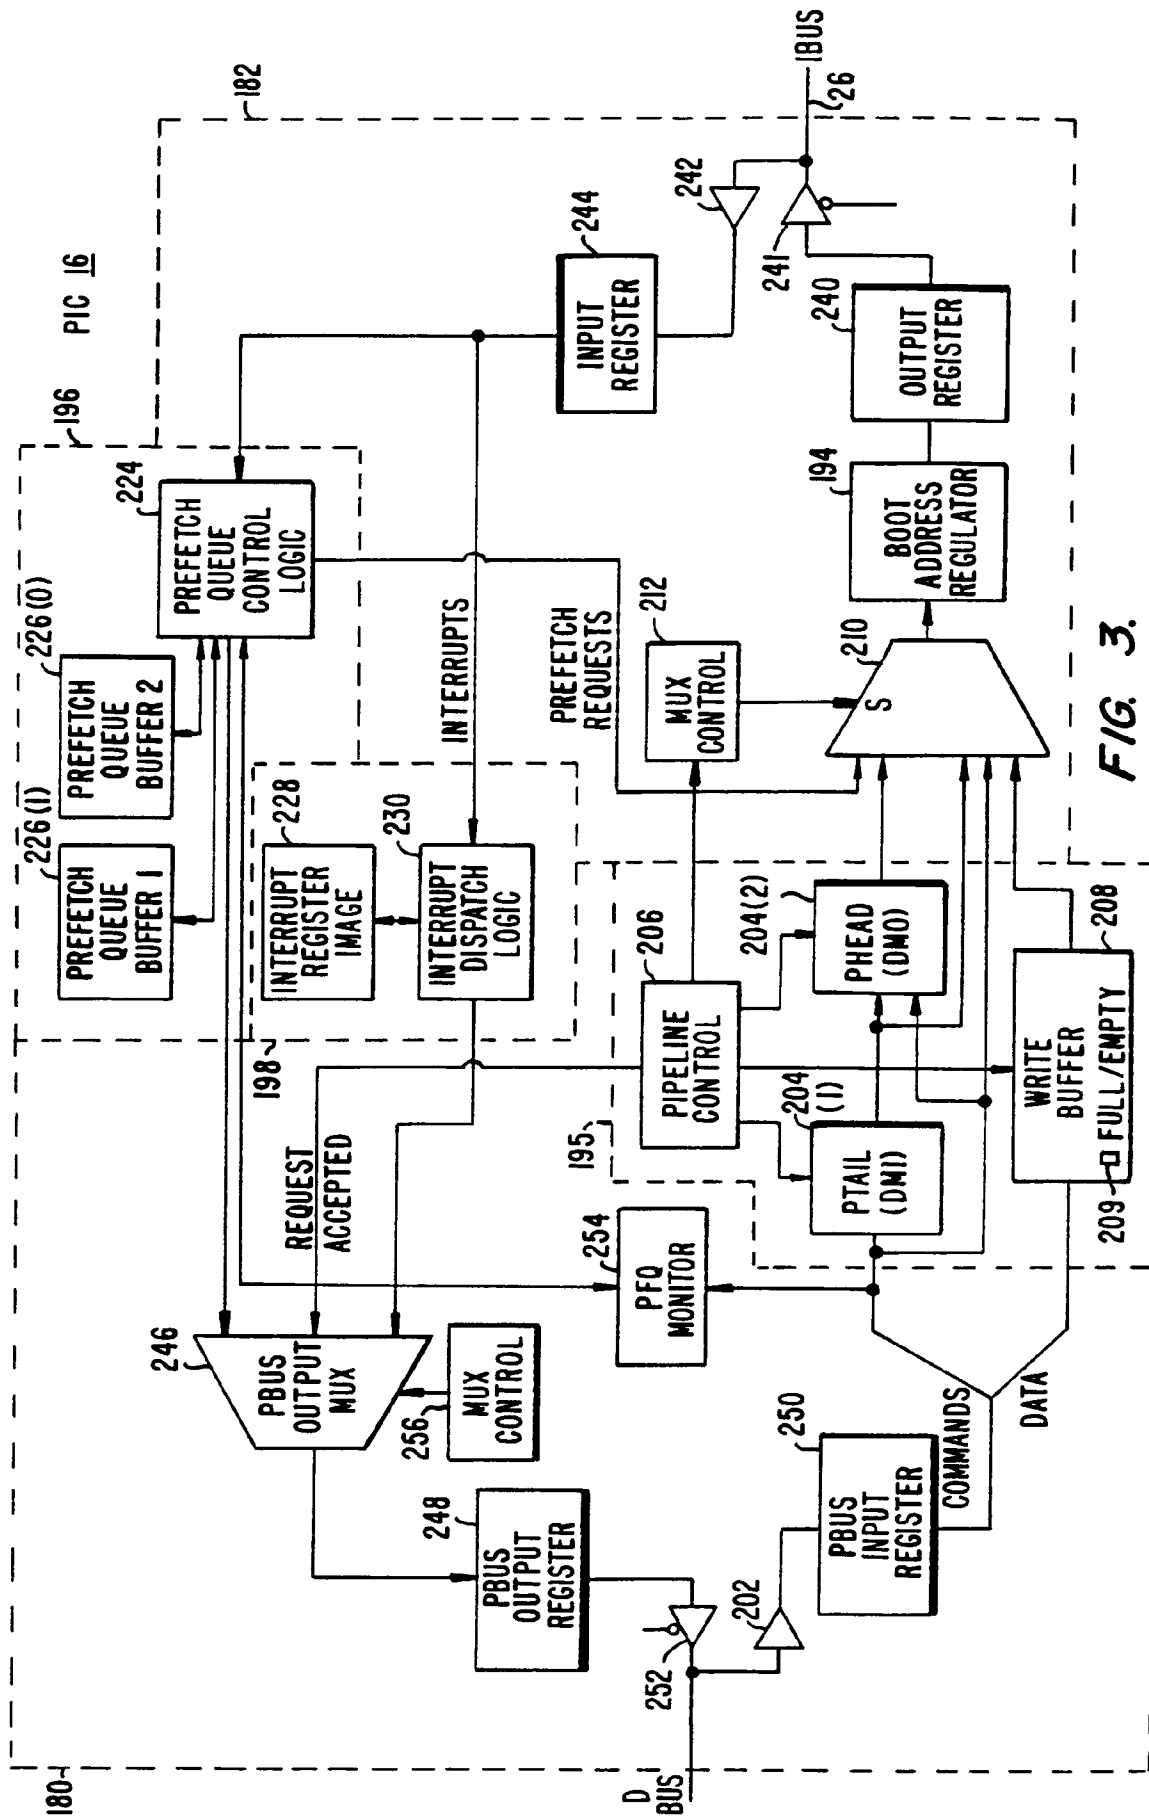 PIC 16
180
196
182
226(1)
226(0)
224
PREFETCH
QUEUE
BUFFER 1
PREFETCH
QUEUE
BUFFER 2
PREFETCH
QUEUE
CONTROL
LOGIC
246
PBUS
OUTPUT
MUX
198
228
INTERRUPT
REGISTER
IMAGE
230
INTERRUPT
DISPATCH
LOGIC
INTERRUPTS
244
INPUT
REGISTER
242
REQUEST
ACCEPTED
256
MUX
CONTROL
248
PBUS
OUTPUT
REGISTER
PREFETCH
REQUESTS
195
206
PIPELINE
CONTROL
212
MUX
CONTROL
254
PFQ
MONITOR
D
BUS
252
202
26
IBUS
241
240
OUTPUT
REGISTER
194
BOOT
ADDRESS
REGULATOR
210
S
204(2)
PHEAD
(DM0)
204
(1)
PTAIL
(DM1)
250
PBUS
INPUT
REGISTER
COMMANDS
DATA
208
WRITE
BUFFER
FULL/EMPTY
209
FIG. 3.